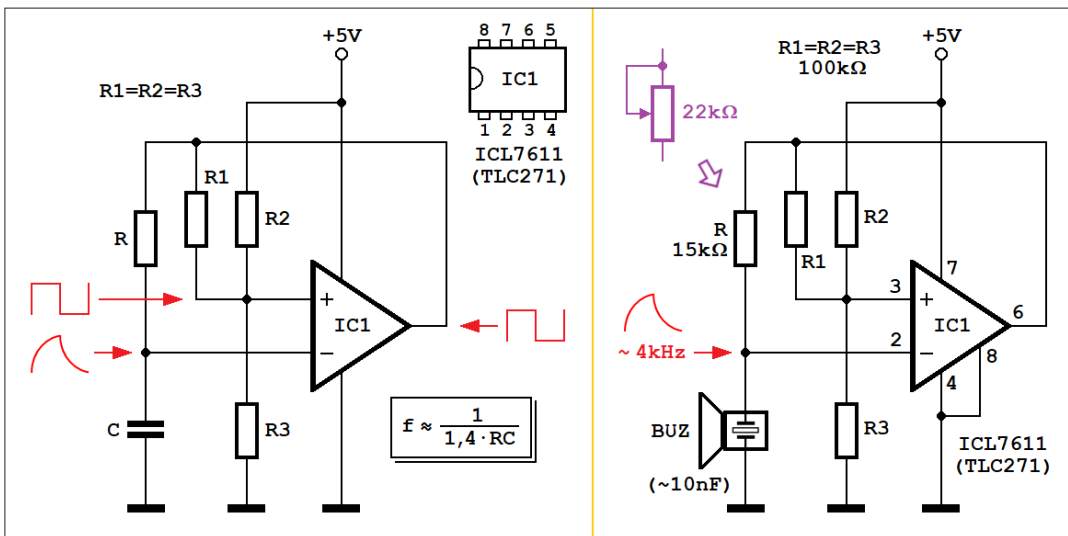 +5V
8 7 6 5
IC1
1 2 3 4
ICL7611
(TLC271)
R1=R2=R3
R1
R
R2
+
IC1
−
C
R3
f ≈ 1
1,4·RC
+5V
R1=R2=R3
100kΩ
22kΩ
R
15kΩ
R1
R2
7
3
+
6
IC1
2
−
8
4
~ 4kHz
BUZ
(~10nF)
R3
ICL7611
(TLC271)